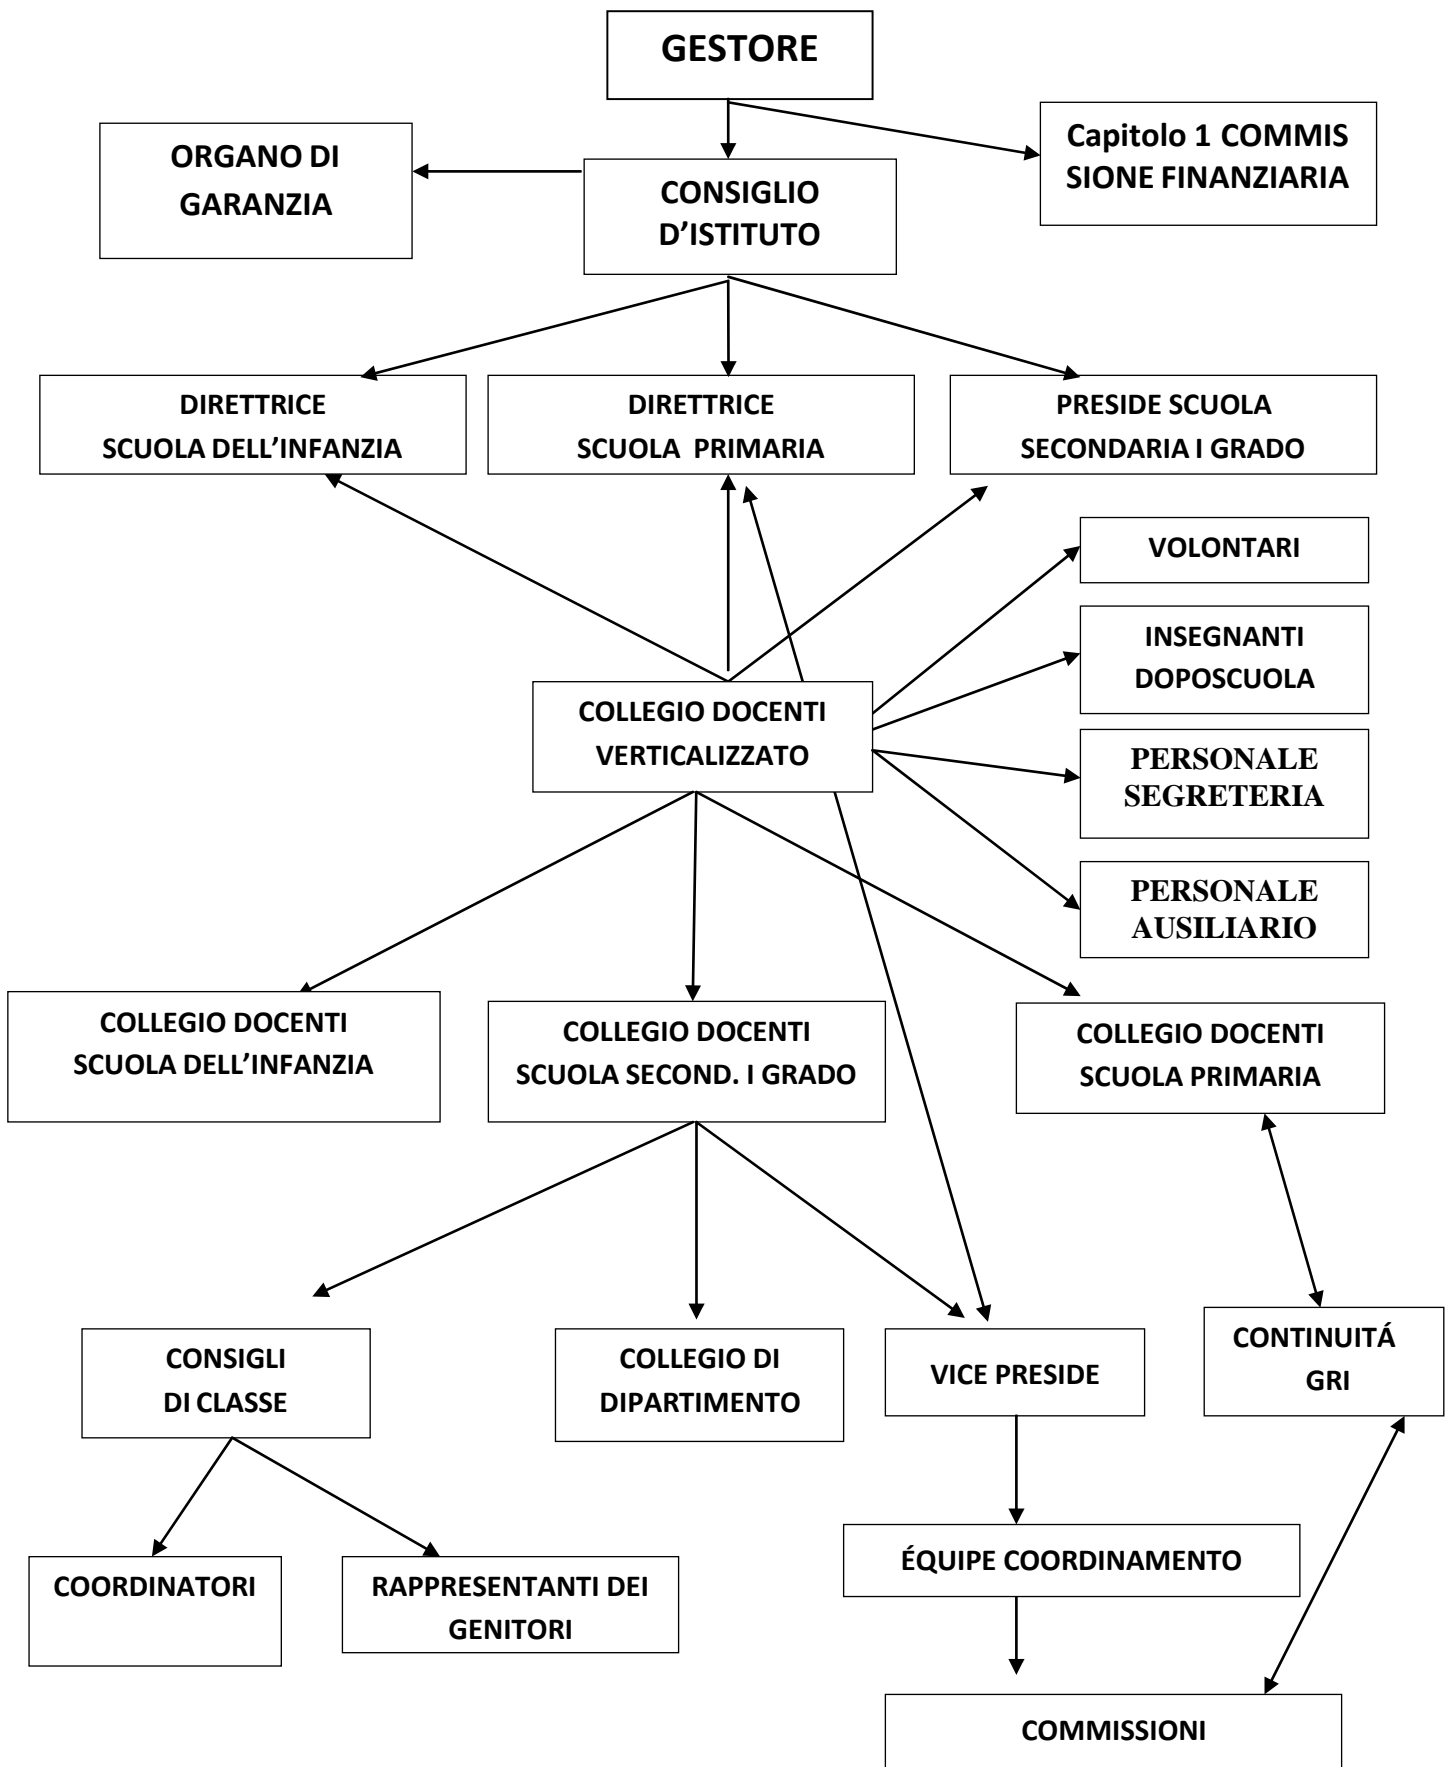 GESTORE
ORGANO DI
GARANZIA
Capitolo 1 COMMIS
SIONE FINANZIARIA
CONSIGLIO
D’ISTITUTO
DIRETTRICE
SCUOLA DELL’INFANZIA
DIRETTRICE
SCUOLA PRIMARIA
PRESIDE SCUOLA
SECONDARIA I GRADO
VOLONTARI
INSEGNANTI
DOPOSCUOLA
COLLEGIO DOCENTI
VERTICALIZZATO
PERSONALE
SEGRETERIA
PERSONALE
AUSILIARIO
COLLEGIO DOCENTI
SCUOLA DELL’INFANZIA
COLLEGIO DOCENTI
SCUOLA SECOND. I GRADO
COLLEGIO DOCENTI
SCUOLA PRIMARIA
CONSIGLI
DI CLASSE
COLLEGIO DI
DIPARTIMENTO
VICE PRESIDE
CONTINUITÁ
GRI
COORDINATORI
RAPPRESENTANTI DEI
GENITORI
ÉQUIPE COORDINAMENTO
COMMISSIONI